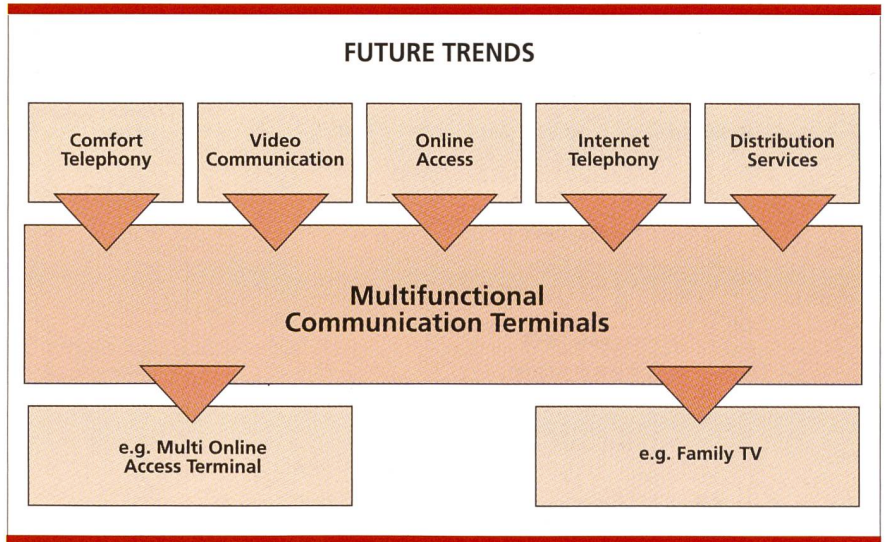 FUTURE TRENDS
Comfort
Telephony
Video
Communication
Online
Access
Internet
Telephony
Distribution
Services
Multifunctional
Communication Terminals
e.g. Multi Online
Access Terminal
e.g. Family TV